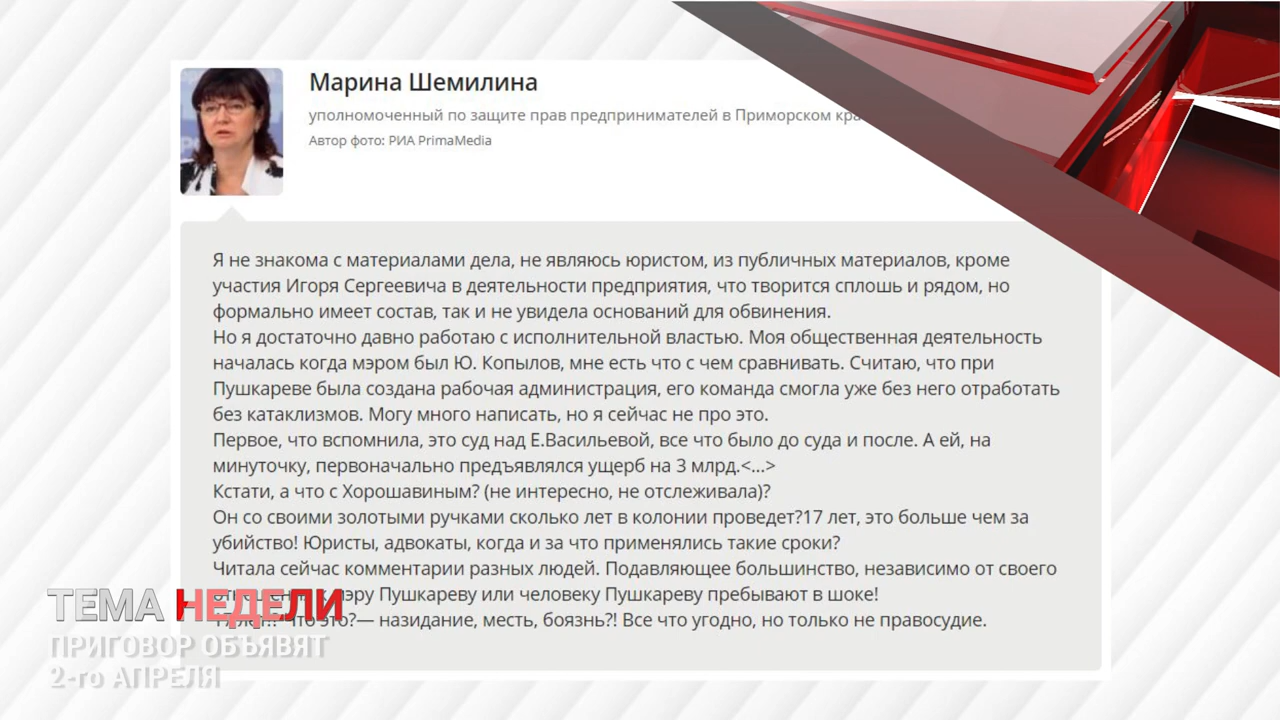 Марина Шемилина
уполномоченный по защите прав предпринимателей в Приморском кра
Автор фото: РИА PrimaMedia
Я не знакома с материалами дела, не являюсь юристом, из публичных материалов, кроме
участия Игоря Сергеевича в деятельности предприятия, что творится сплошь и рядом, но
формально имеет состав, так и не увидела оснований для обвинения.
Но я достаточно давно работаю с исполнительной властью. Моя общественная деятельность
началась когда мэром был Ю. Копылов, мне есть что с чем сравнивать. Считаю, что при
Пушкареве была создана рабочая администрация, его команда смогла уже без него отработать
без катаклизмов. Могу много написать, но я сейчас не про это.
Первое, что вспомнила, это суд над Е.Васильевой, все что было до суда и после. А ей, на
минуточку, первоначально предъявлялся ущерб на 3 млрд.<...>
Кстати, а что с Хорошавиным? (не интересно, не отслеживала)?
Он со своими золотыми ручками сколько лет в колонии проведет?17 лет, это больше чем за
убийство! Юристы, адвокаты, когда и за что применялись такие сроки?
Читала сейчас комментарии разных людей. Подавляющее большинство, независимо от своего
мэру Пушкареву или человеку Пушкареву пребывают в шоке!
это?— назидание, месть, боязнь?! Все что угодно, но только не правосудие.
ТЕМА НЕДЕЛИ
ПРИГОВОР ОБЪЯВЯТ
2-го АПРЕЛЯ